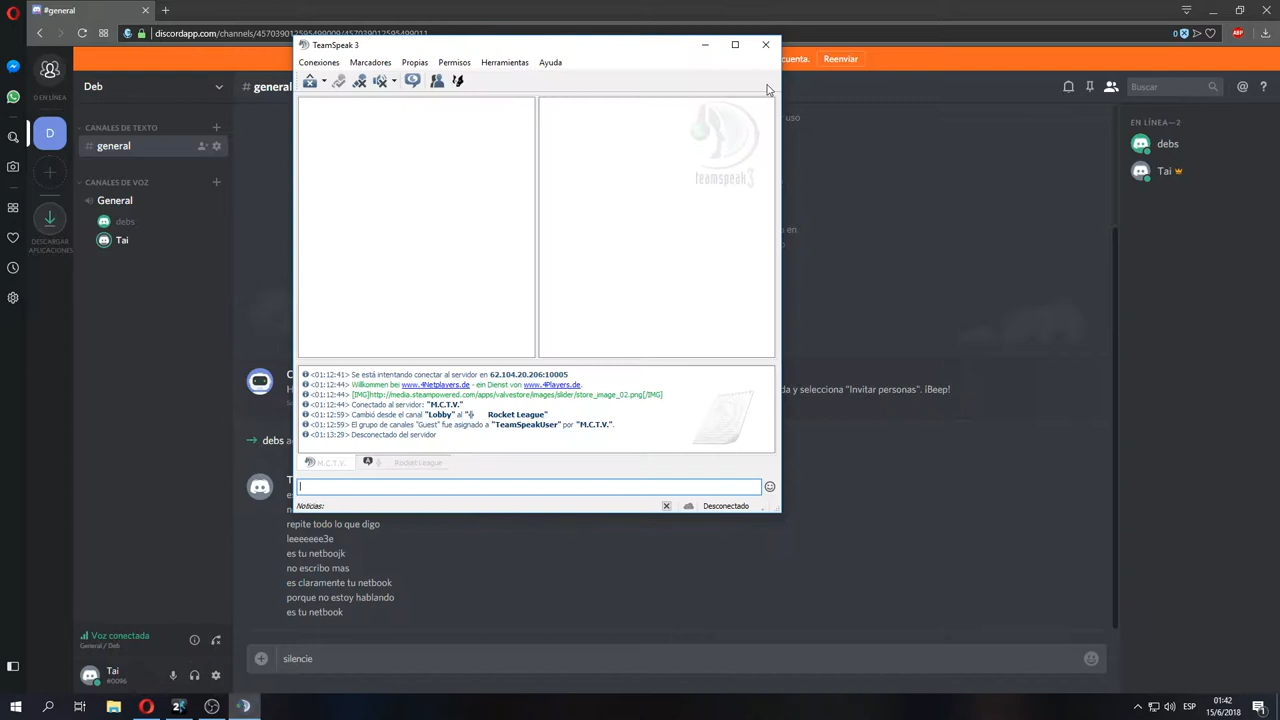 #general
discordapp.com/channels/457039012595499009/457039012595499011
0
ABP
cuenta.
Reenviar
0 EN LÍNEA
Deb
# general
Buscar
CANALES DE TEXTO
# general
CANALES DE VOZ
General
debs
Tai
D
DESCARGAR
APLICACIONES
EN LÍNEA—2
debs
Tai
TeamSpeak 3
Conexiones Marcadores Propias Permisos Herramientas Ayuda
teamspeak3
uso
a en
<01:12:41> Se está intentando conectar al servidor en 62.104.20.206:10005
<01:12:44> Willkommen bei www.4Netplayers.de - ein Dienst von www.4Players.de.
<01:12:44> [IMG]http://media.steampowered.com/apps/valvestore/images/slider/store_image_02.png[/IMG]
<01:12:44> Conectado al servidor: "M.C.T.V."
<01:12:59> Cambió desde el canal "Lobby" al " Rocket League"
<01:12:59> El grupo de canales "Guest" fue asignado a "TeamSpeakUser" por "M.C.T.V.".
<01:13:29> Desconectado del servidor
M.C.T.V.
Rocket League
Noticias:
Desconectado
da y selecciona "Invitar personas". ¡Beep!
debs
repite todo lo que digo
leeeeeee3e
es tu netboojk
no escribo mas
es claramente tu netbook
porque no estoy hablando
es tu netbook
Voz conectada
General / Dnb
Tai
#0096
silencie
ESP
01:42
15/6/2018